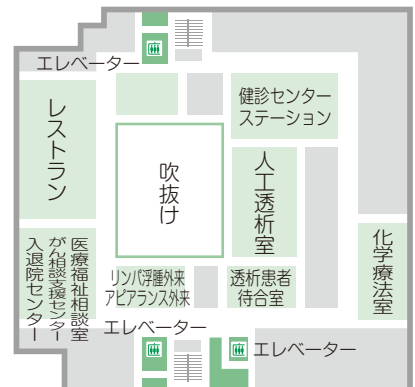 エレベーター
レストラン
健診センター
ステーション
吹抜け
人工透析室
医療福祉相談室
がん相談支援センター
入退院センター
リンパ浮腫外来
アピアランス外来
透析患者
待合室
化学療法室
エレベーター
エレベーター